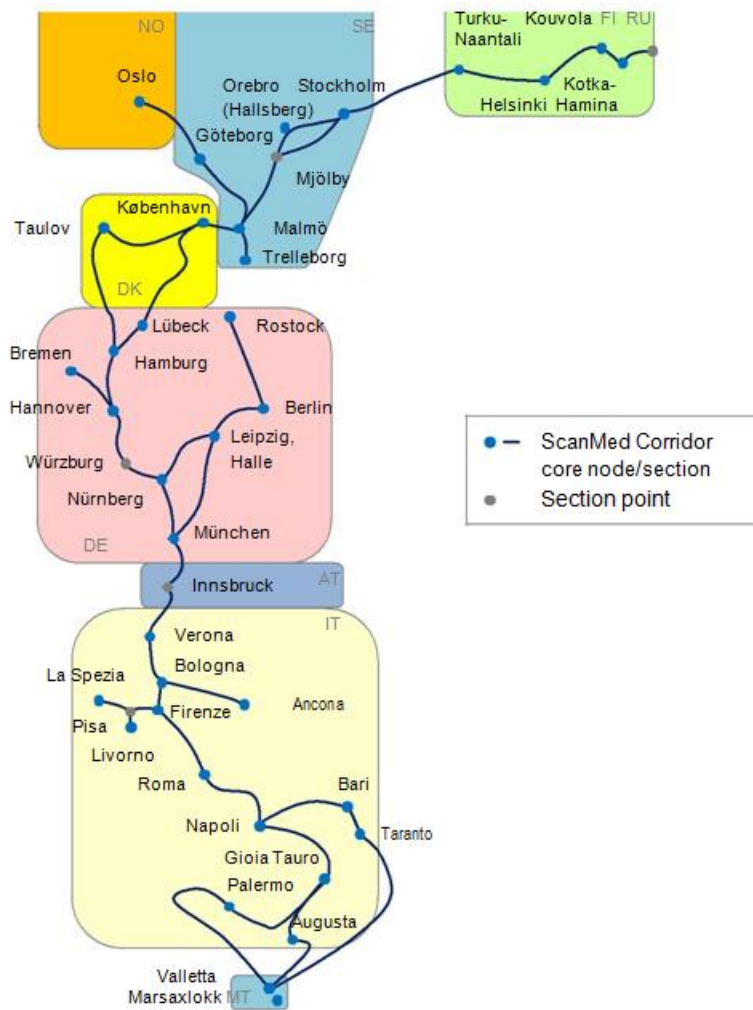 NO
SE
Turku-
Naantali
Kouvola
FI
RU
Oslo
Orebro
(Hallsberg)
Stockholm
Helsinki
Kotka-
Hamina
Göteborg
Mjölby
København
Taulov
Malmö
Trelleborg
DK
Lübeck
Rostock
Bremen
Hamburg
Hannover
Berlin
Leipzig,
Halle
Würzburg
Nürnberg
München
DE
ScanMed Corridor
core node/section
Section point
Innsbruck
AT
IT
Verona
Bologna
La Spezia
Firenze
Ancona
Pisa
Livorno
Roma
Bari
Napoli
Taranto
Gioia Tauro
Palermo
Augusta
Valletta
Marsaxlokk
MT